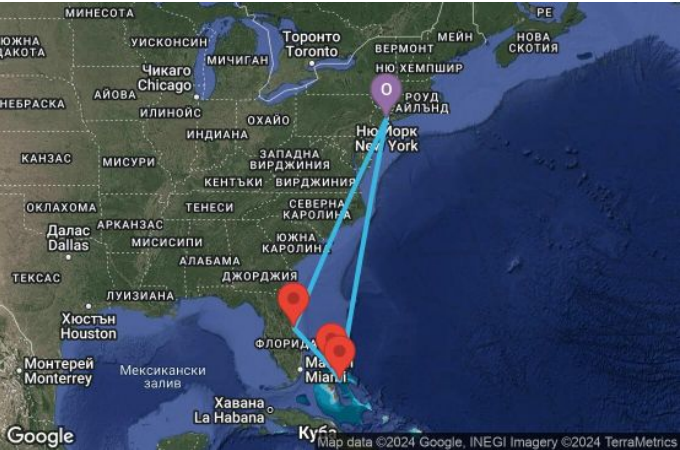 МИНЕСОТА
ЮЖНА
ДАКОТА
УИСКОНСИН
МИЧИГАН
Торонто
Toronto
ВЕРМОНТ
МЕЙН
PE
НОВА
СКОТИЯ
НЮ ХЕМПШИР
Чикаго
Chicago
НЕБРАСКА
АЙОВА
ИЛИНОЙС
ОХАЙО
ИНДИАНА
O
РОУД
АЙЛЪНД
Ню Йорк
New York
КАНЗАС
МИСУРИ
ЗАПАДНА
ВИРДЖИНИЯ
КЕНТЪКИ
ВИРДЖИНИЯ
ОКЛАХОМА
ТЕНЕСИ
СЕВЕРНА
КАРОЛИНА
АРКАНЗАС
Далас
Dallas
МИСИСИПИ
ЮЖНА
КАРОЛИНА
АЛАБАМА
ТЕКСАС
ДЖОРДЖИЯ
ЛУИЗИАНА
Хюстън
Houston
ФЛОРИДА
Монтерей
Monterrey
Мексикански
залив
Miami
Хавана
La Habana
Куба
Google
Map data ©2024 Google, INEGI Imagery ©2024 TerraMetrics